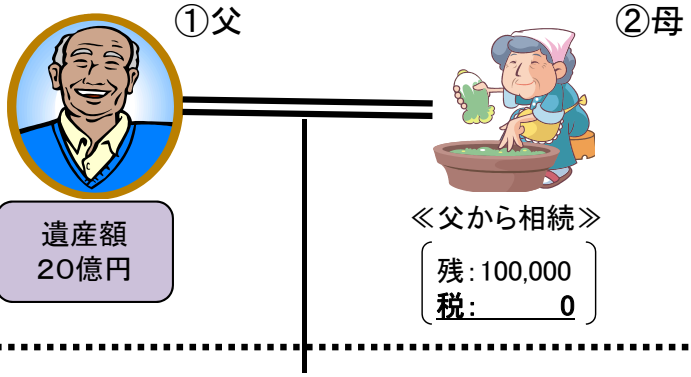 ①父
②母
遺産額
20億円
≪父から相続≫
残:100,000
税: 0